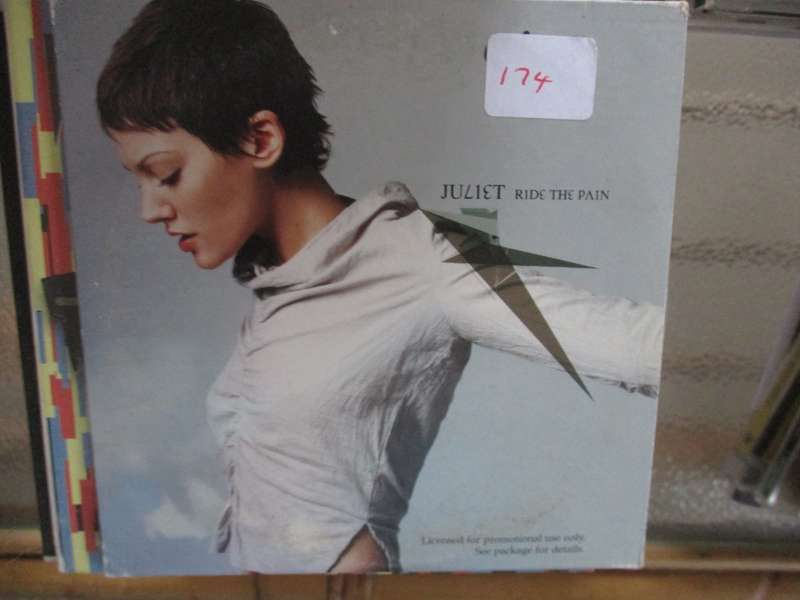 174
JULIET RIDE THE PAIN
Licensed for promotional use only.
See package for details.